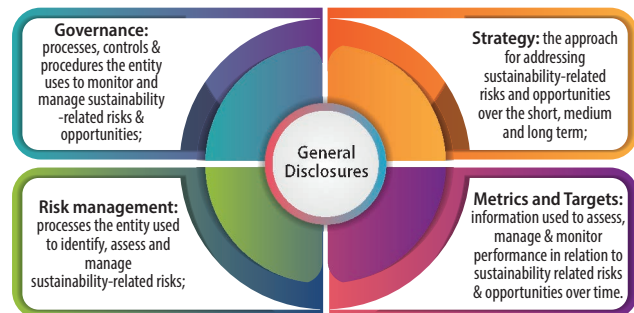 Governance:
processes, controls &
procedures the entity
uses to monitor and
manage sustainability
-related risks &
opportunities;
Strategy: the approach
for addressing
sustainability-related
risks and opportunities
over the short, medium
and long term;
General
Disclosures
Risk management:
processes the entity used
to identify, assess and
manage
sustainability-related risks;
Metrics and Targets:
information used to assess,
manage & monitor
performance in relation to
sustainability related risks
& opportunities over time.